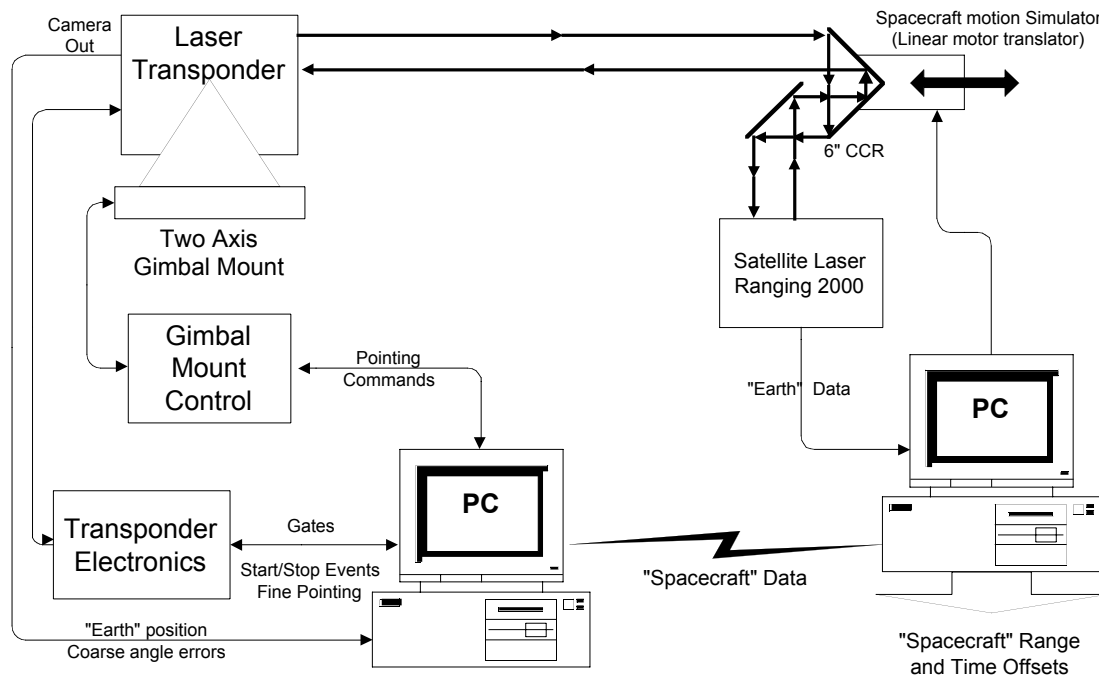 Camera
Out
Laser
Transponder
Spacecraft motion Simulator
(Linear motor translator)
6" CCR
Two Axis
Gimbal Mount
Satellite Laser
Ranging 2000
Gimbal
Mount
Control
Pointing
Commands
"Earth" Data
PC
PC
Transponder
Electronics
Gates
Start/Stop Events
Fine Pointing
"Spacecraft" Data
"Earth" position
Coarse angle errors
"Spacecraft" Range
and Time Offsets